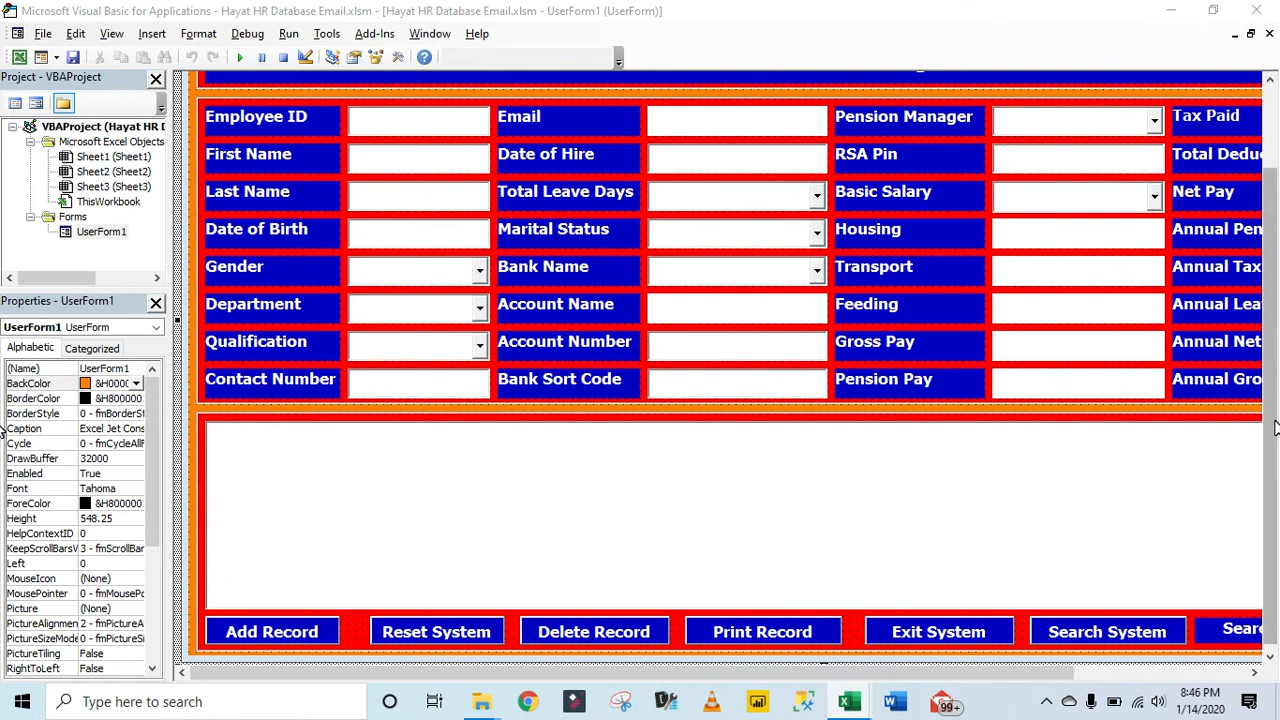 Microsoft Visual Basic for Applications - Hayat HR Database Email.xlsm - [Hayat HR Database Email.xlsm - UserForm1 (UserForm)]
File Edit View Insert Format Debug Run Tools Add-Ins Window Help
Project - VBAProject
VBAProject (Hayat HR D
Microsoft Excel Objects
Sheet1 (Sheet1)
Sheet2 (Sheet2)
Sheet3 (Sheet3)
ThisWorkbook
Forms
UserForm1
Properties - UserForm1
UserForm1 UserForm
Alphabetic Categorized
(Name) UserForm1
BackColor &H8000C
BorderColor &H800000
BorderStyle 0 - fmBorderSt
Caption Excel Jet Cons
Cycle 0 - fmCycleAllF
DrawBuffer 32000
Enabled True
Font Tahoma
ForeColor &H800000
Height 548.25
HelpContextID 0
KeepScrollBarsV 3 - fmScrollBar
Left 0
MouseIcon (None)
MousePointer 0 - fmMousePo
Picture (None)
PictureAlignmen 2 - fmPictureA
PictureSizeMode 0 - fmPictureSi
PictureTiling False
RightToLeft False
Employee ID Email Pension Manager Tax Paid
First Name Date of Hire RSA Pin Total Dedu
Last Name Total Leave Days Basic Salary Net Pay
Date of Birth Marital Status Housing Annual Pen
Gender Bank Name Transport Annual Tax
Department Account Name Feeding Annual Lea
Qualification Account Number Gross Pay Annual Net
Contact Number Bank Sort Code Pension Pay Annual Gro
Add Record Reset System Delete Record Print Record Exit System Search System Searc
Type here to search
99+
8:46 PM
1/14/2020